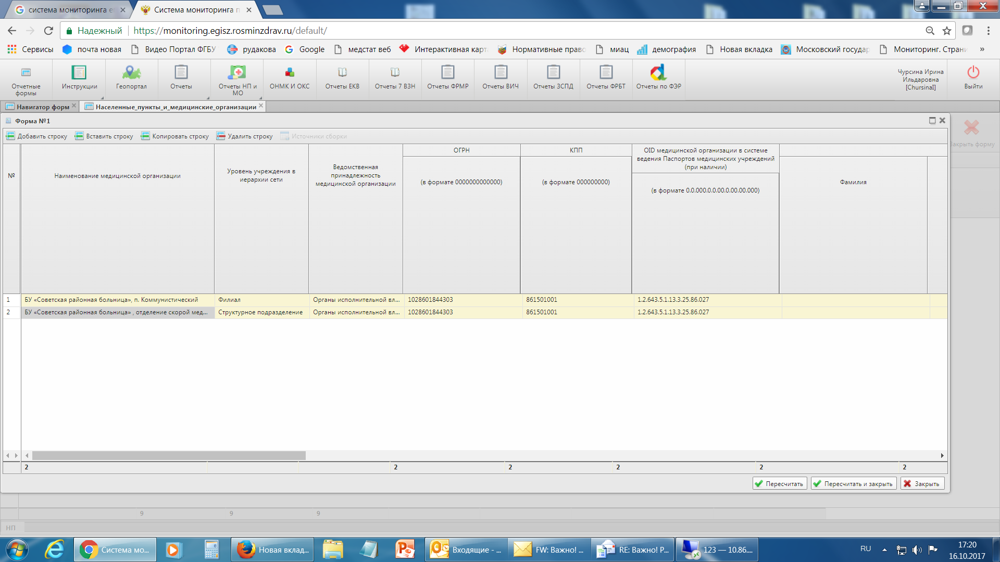 система мониторинга ег
Система мониторинга п
Надежный
https://monitoring.egisz.rosminzdrav.ru/default/
Сервисы
почта новая
Видео Портал ФГБУ
рудакова
Google
медстат веб
Интерактивная карт
Нормативные право
миац
демография
Новая вкладка
Московский государ
Мониторинг. Страни
»
Отчетные формы
Инструкции
Геопортал
Отчеты
Отчеты НП и МО
ОНМК И ОКС
Отчеты ЕКВ
Отчеты 7 ВЗН
Отчеты ФРМР
Отчеты ВИЧ
Отчеты ЗСПД
Отчеты ФРБТ
Отчеты по ФЭР
Чурсина Ирина
Ильдаровна
[ChursinaI]
Выйти
Навигатор форм
Населенные_пункты_и_медицинские_организации
Форма №1
Добавить строку
Вставить строку
Копировать строку
Удалить строку
Источники сборки
Закрыть форму
№
Наименование медицинской организации
Уровень учреждения в
иерархии сети
Ведомственная
принадлежность
медицинской организации
ОГРН
(в формате 0000000000000)
КПП
(в формате 000000000)
OID медицинской организации в системе
ведения Паспортов медицинских учреждений
(при наличии)
(в формате 0.0.000.0.0.00.0.00.00.000)
Фамилия
1 БУ «Советская районная больница», п. Коммунистический Филиал Органы исполнительной вл... 1028601844303 861501001 1.2.643.5.1.13.3.25.86.027
2 БУ «Советская районная больница» , отделение скорой мед... Структурное подразделение Органы исполнительной вл... 1028601844303 861501001 1.2.643.5.1.13.3.25.86.027
2 2 2 2 2 2
Пересчитать
Пересчитать и закрыть
Закрыть
9 9 9
НП
Система мо...
Новая вклад...
Входящие - ...
FW: Важно! ...
RE: Важно! Р...
123 — 10.86....
RU
17:20
16.10.2017